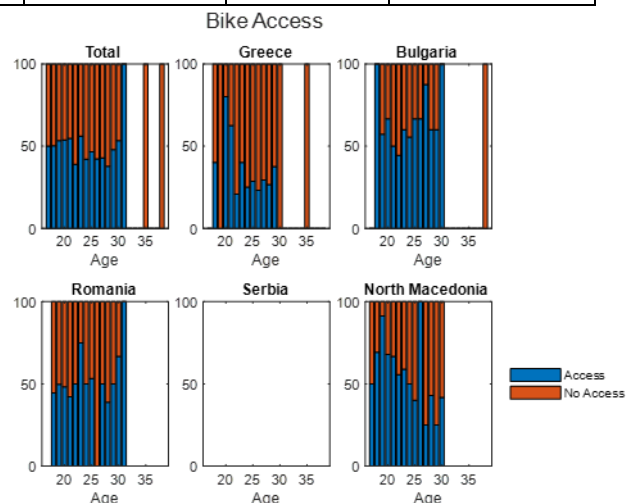 Bike Access
Total Greece Bulgaria
100 100 100
50 50 50
0 0 0
20 25 30 35 20 25 30 35 20 25 30 35
Age Age Age
Romania Serbia North Macedonia
100 100 100
50 50 50
0 0 0
20 25 30 35 20 25 30 35 20 25 30 35
Age Age Age
Access
No Access